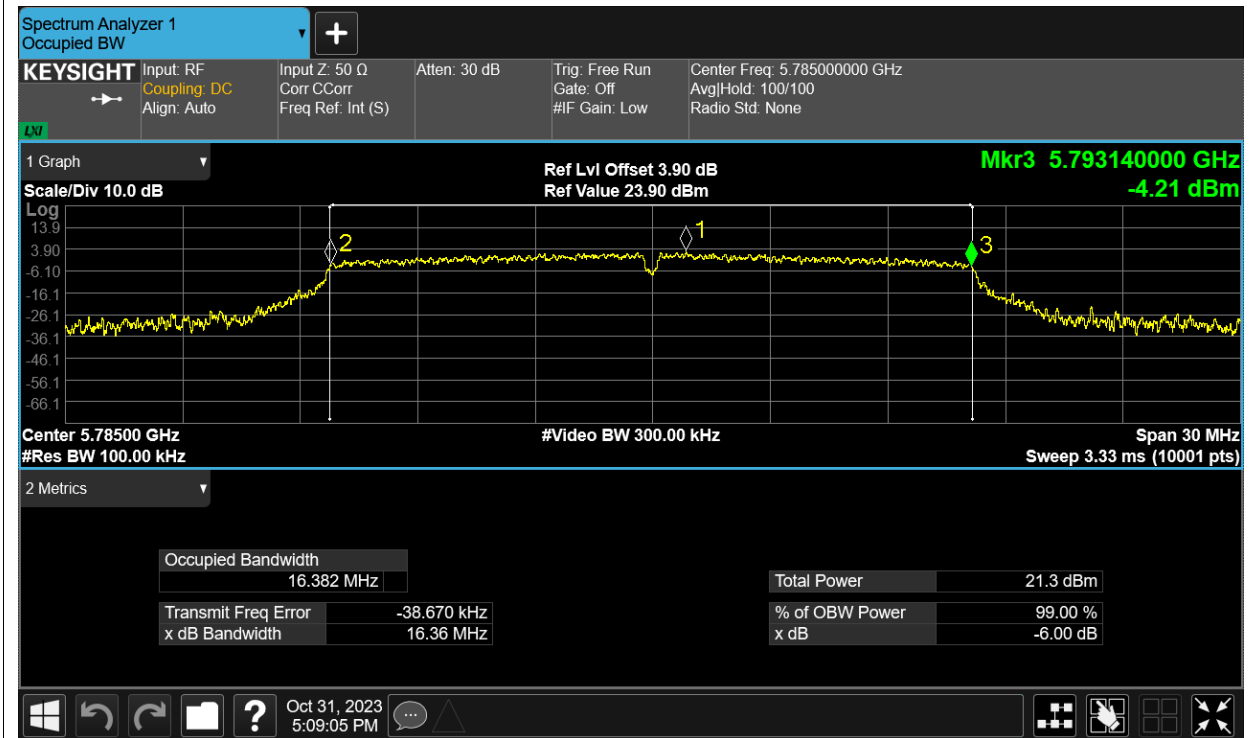 Spectrum Analyzer 1
Occupied BW
KEYSIGHT
Input: RF
Coupling: DC
Align: Auto
Input Z: 50 Ω
Corr CCorr
Freq Ref: Int (S)
Atten: 30 dB
Trig: Free Run
Gate: Off
#IF Gain: Low
Center Freq: 5.785000000 GHz
Avg|Hold: 100/100
Radio Std: None
LXI
1 Graph
Scale/Div 10.0 dB
Ref Lvl Offset 3.90 dB
Ref Value 23.90 dBm
Mkr3 5.793140000 GHz
-4.21 dBm
Log
13.9
3.90
-6.10
-16.1
-26.1
-36.1
-46.1
-56.1
-66.1
2
1
3
Center 5.78500 GHz
#Video BW 300.00 kHz
Span 30 MHz
#Res BW 100.00 kHz
Sweep 3.33 ms (10001 pts)
2 Metrics
Occupied Bandwidth
16.382 MHz
Total Power 21.3 dBm
Transmit Freq Error -38.670 kHz
% of OBW Power 99.00 %
x dB Bandwidth 16.36 MHz
x dB -6.00 dB
?
Oct 31, 2023
5:09:05 PM